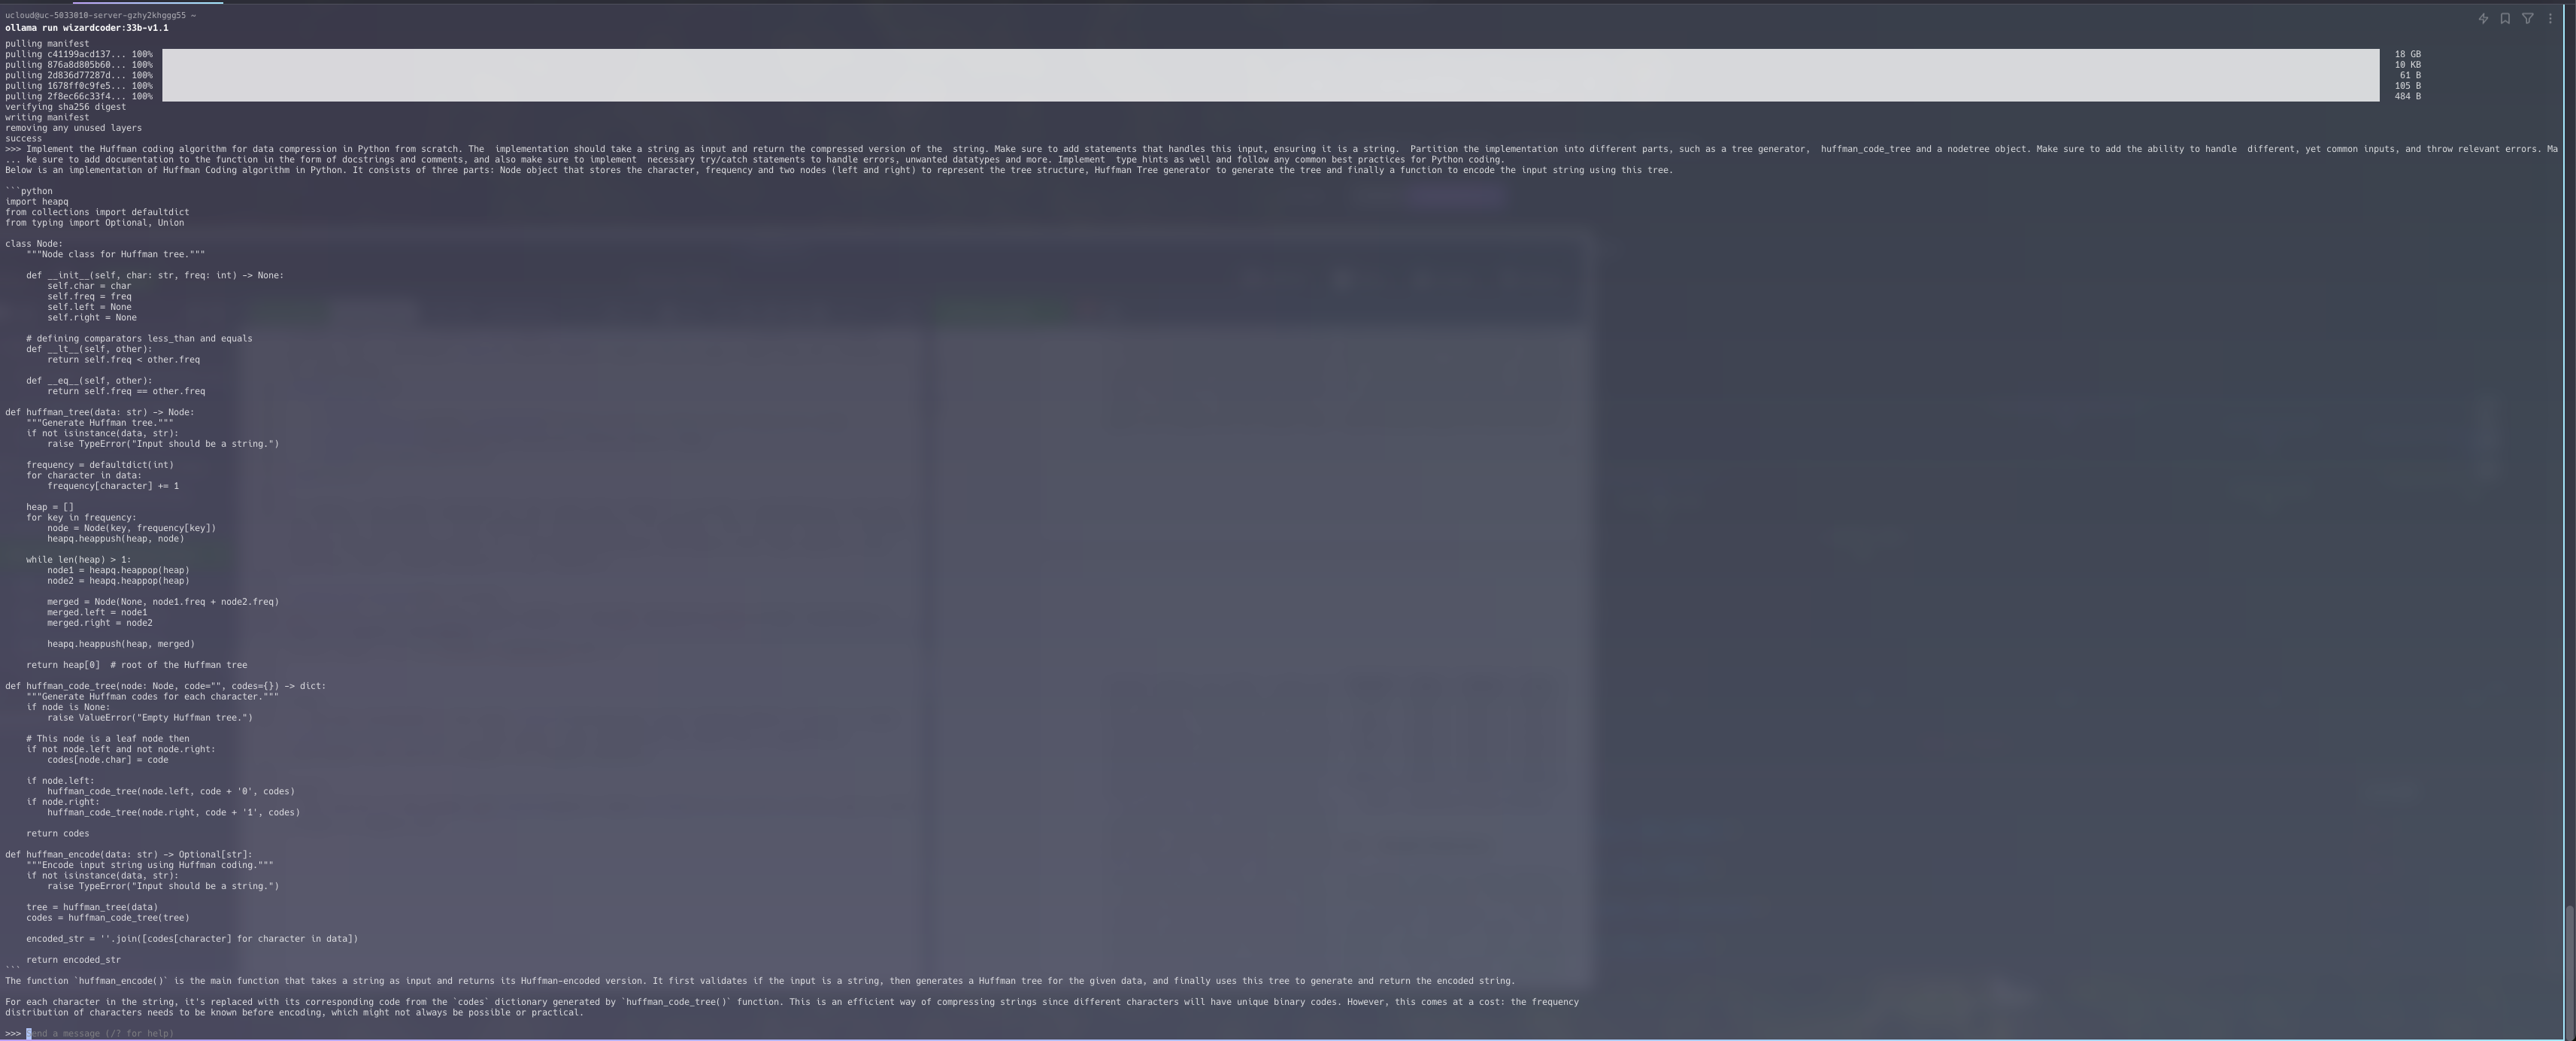 ucloud@uc-5033010-server-gzhy2khggg55 ~
ollama run wizardcoder:33b-v1.1
pulling manifest
pulling c41199acd137... 100% 18 GB
pulling 876a8d805b60... 100% 10 KB
pulling 2d836d77287d... 100% 61 B
pulling 1678ff0c9fe5... 100% 105 B
pulling 2f8ec66c33f4... 100% 484 B
verifying sha256 digest
writing manifest
removing any unused layers
success
>>> Implement the Huffman coding algorithm for data compression in Python from scratch. The  implementation should take a string as input and return the compressed version of the  string. Make sure to add statements that handles this input, ensuring it is a string.  Partition the implementation into different parts, such as a tree generator,  huffman_code_tree and a nodetree object. Make sure to add the ability to handle  different, yet common inputs, and throw relevant errors. Ma
... ke sure to add documentation to the function in the form of docstrings and comments, and also make sure to implement  necessary try/catch statements to handle errors, unwanted datatypes and more. Implement  type hints as well and follow any common best practices for Python coding.
Below is an implementation of Huffman Coding algorithm in Python. It consists of three parts: Node object that stores the character, frequency and two nodes (left and right) to represent the tree structure, Huffman Tree generator to generate the tree and finally a function to encode the input string using this tree.
```python
import heapq
from collections import defaultdict
from typing import Optional, Union
class Node:
    """Node class for Huffman tree."""
    def __init__(self, char: str, freq: int) -> None:
        self.char = char
        self.freq = freq
        self.left = None
        self.right = None
    # defining comparators less_than and equals
    def __lt__(self, other):
        return self.freq < other.freq
    def __eq__(self, other):
        return self.freq == other.freq
def huffman_tree(data: str) -> Node:
    """Generate Huffman tree."""
    if not isinstance(data, str):
        raise TypeError("Input should be a string.")
    frequency = defaultdict(int)
    for character in data:
        frequency[character] += 1
    heap = []
    for key in frequency:
        node = Node(key, frequency[key])
        heapq.heappush(heap, node)
    while len(heap) > 1:
        node1 = heapq.heappop(heap)
        node2 = heapq.heappop(heap)
        merged = Node(None, node1.freq + node2.freq)
        merged.left = node1
        merged.right = node2
        heapq.heappush(heap, merged)
    return heap[0]  # root of the Huffman tree
def huffman_code_tree(node: Node, code="", codes={}) -> dict:
    """Generate Huffman codes for each character."""
    if node is None:
        raise ValueError("Empty Huffman tree.")
    # This node is a leaf node then
    if not node.left and not node.right:
        codes[node.char] = code
    if node.left:
        huffman_code_tree(node.left, code + '0', codes)
    if node.right:
        huffman_code_tree(node.right, code + '1', codes)
    return codes
def huffman_encode(data: str) -> Optional[str]:
    """Encode input string using Huffman coding."""
    if not isinstance(data, str):
        raise TypeError("Input should be a string.")
    tree = huffman_tree(data)
    codes = huffman_code_tree(tree)
    encoded_str = ''.join([codes[character] for character in data])
    return encoded_str
```
The function `huffman_encode()` is the main function that takes a string as input and returns its Huffman-encoded version. It first validates if the input is a string, then generates a Huffman tree for the given data, and finally uses this tree to generate and return the encoded string.
For each character in the string, it's replaced with its corresponding code from the `codes` dictionary generated by `huffman_code_tree()` function. This is an efficient way of compressing strings since different characters will have unique binary codes. However, this comes at a cost: the frequency
distribution of characters needs to be known before encoding, which might not always be possible or practical.
>>> Send a message (/? for help)